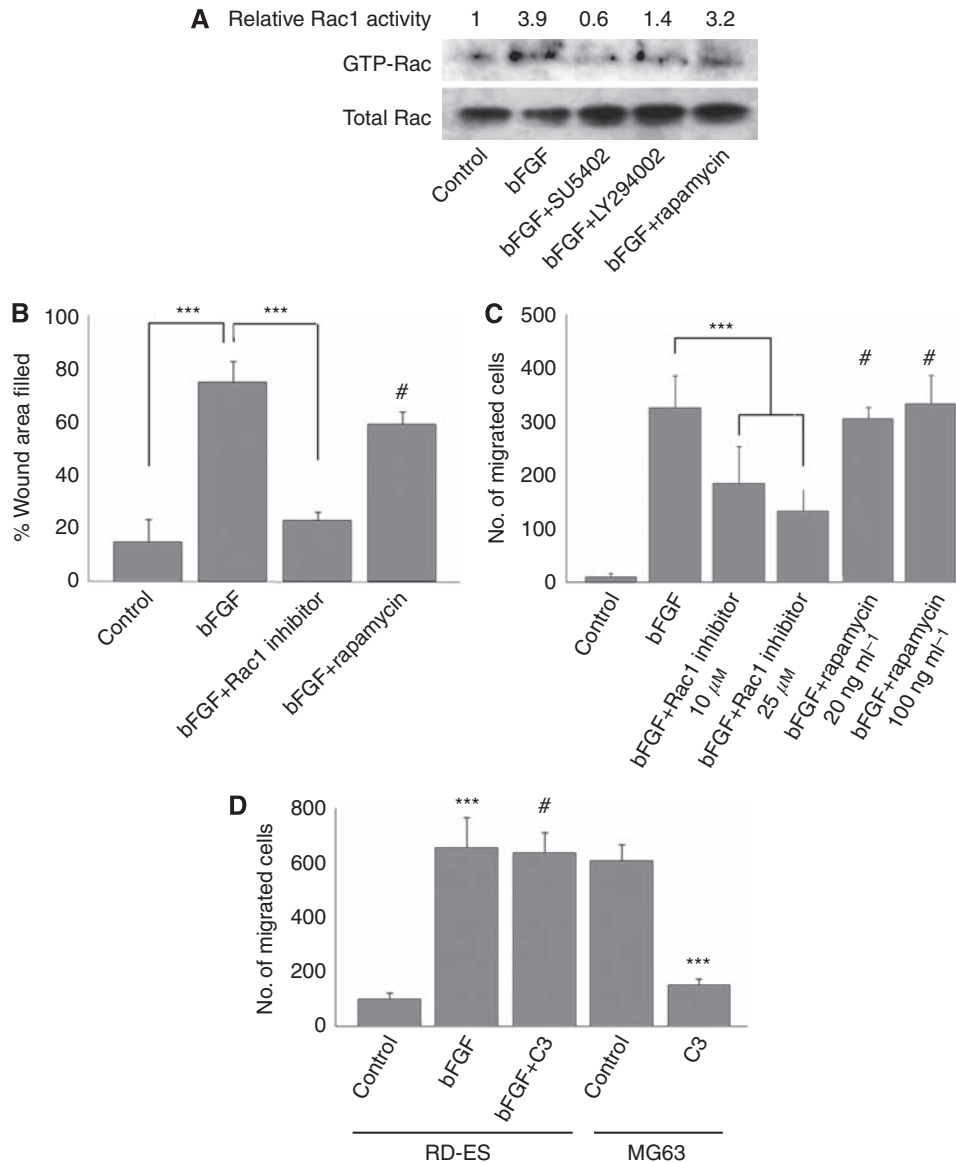 A Relative Rac1 activity 1 3.9 0.6 1.4 3.2
GTP-Rac
Total Rac
Control
bFGF
bFGF+SU5402
bFGF+LY294002
bFGF+rapamycin
B
% Wound area filled
100
80
60
40
20
0
***
***
#
Control
bFGF
bFGF+Rac1 inhibitor
bFGF+rapamycin
C
No. of migrated cells
500
400
300
200
100
0
***
#
#
Control
bFGF
bFGF+Rac1 inhibitor
10 μM
bFGF+Rac1 inhibitor
25 μM
bFGF+rapamycin
20 ng ml⁻¹
bFGF+rapamycin
100 ng ml⁻¹
D
No. of migrated cells
800
600
400
200
0
***
#
***
Control
bFGF
bFGF+C3
Control
C3
RD-ES
MG63